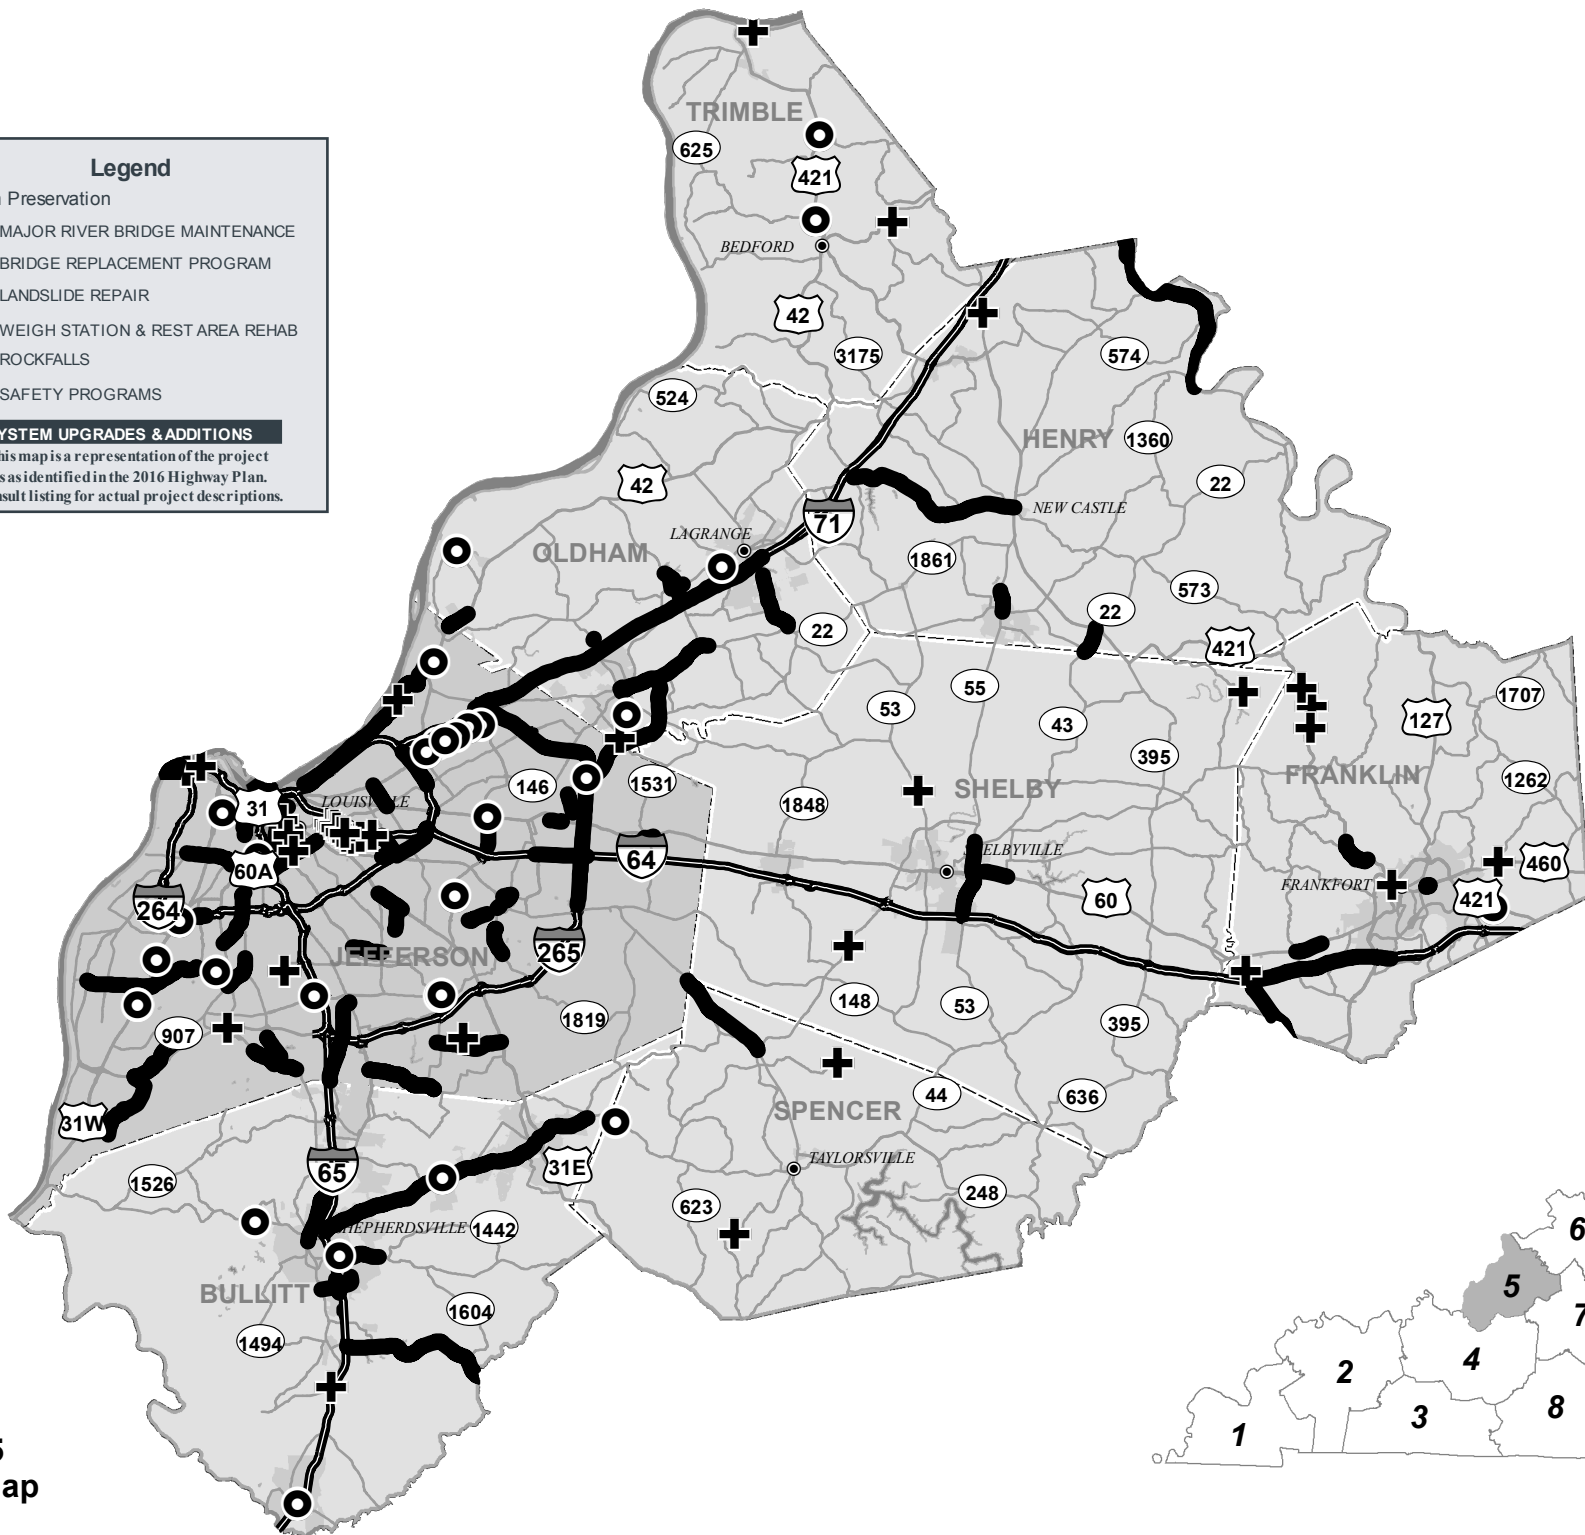 Legend
Preservation
MAJOR RIVER BRIDGE MAINTENANCE
BRIDGE REPLACEMENT PROGRAM
LANDSLIDE REPAIR
WEIGH STATION & REST AREA REHAB
ROCKFALLS
SAFETY PROGRAMS
YSTEM UPGRADES & ADDITIONS
his map is a representation of the project
s as identified in the 2016 Highway Plan.
nsult listing for actual project descriptions.
TRIMBLE
625
421
BEDFORD
42
3175
574
524
HENRY
1360
42
22
71
NEW CASTLE
LAGRANGE
OLDHAM
1861
573
22
22
421
55
53
1707
43
127
395
FRANKLIN
1262
146
1531
SHELBY
1848
31
LOUISVILLE
64
ELBYVILLE
460
60A
FRANKFORT
60
421
264
JEFFERSON
265
148
53
1819
395
907
44
636
SPENCER
31W
TAYLORSVILLE
65
31E
1526
248
623
HEPHERDSVILLE
1442
BULLITT
1604
1494
6
5
7
4
2
8
3
1
5
ap